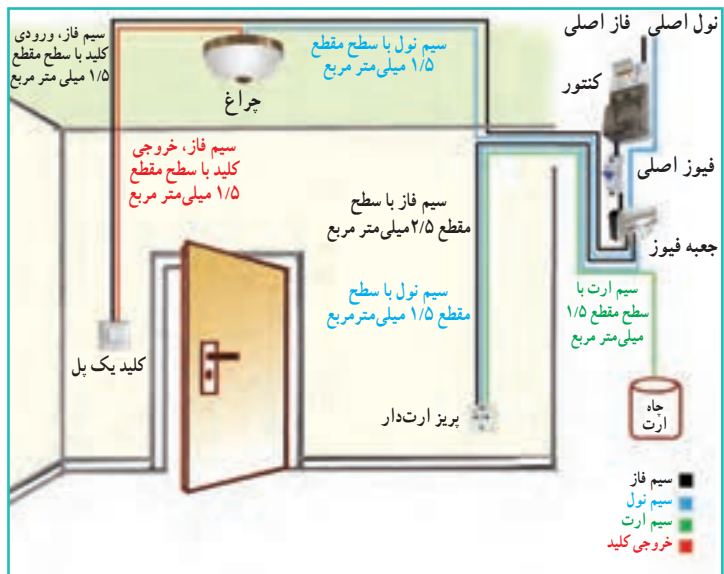 نول اصلی
فاز اصلی
کنتور
فیوز اصلی
جعبه فیوز
سیم فاز، ورودی
کلید با سطح مقطع
۱/۵ میلی متر مربع
چراغ
سیم نول با سطح مقطع
۱/۵ میلی‌متر مربع
سیم فاز، خروجی
کلید با سطح مقطع
۱/۵ میلی‌متر مربع
سیم فاز با سطح
مقطع ۲/۵میلی‌متر مربع
سیم نول با سطح
مقطع ۱/۵ میلی‌مترمربع
سیم ارت با
سطح مقطع ۱/۵
میلی‌متر مربع
کلید یک پل
پریز ارت‌دار
چاه
ارت
سیم فاز
سیم نول
سیم ارت
خروجی کلید